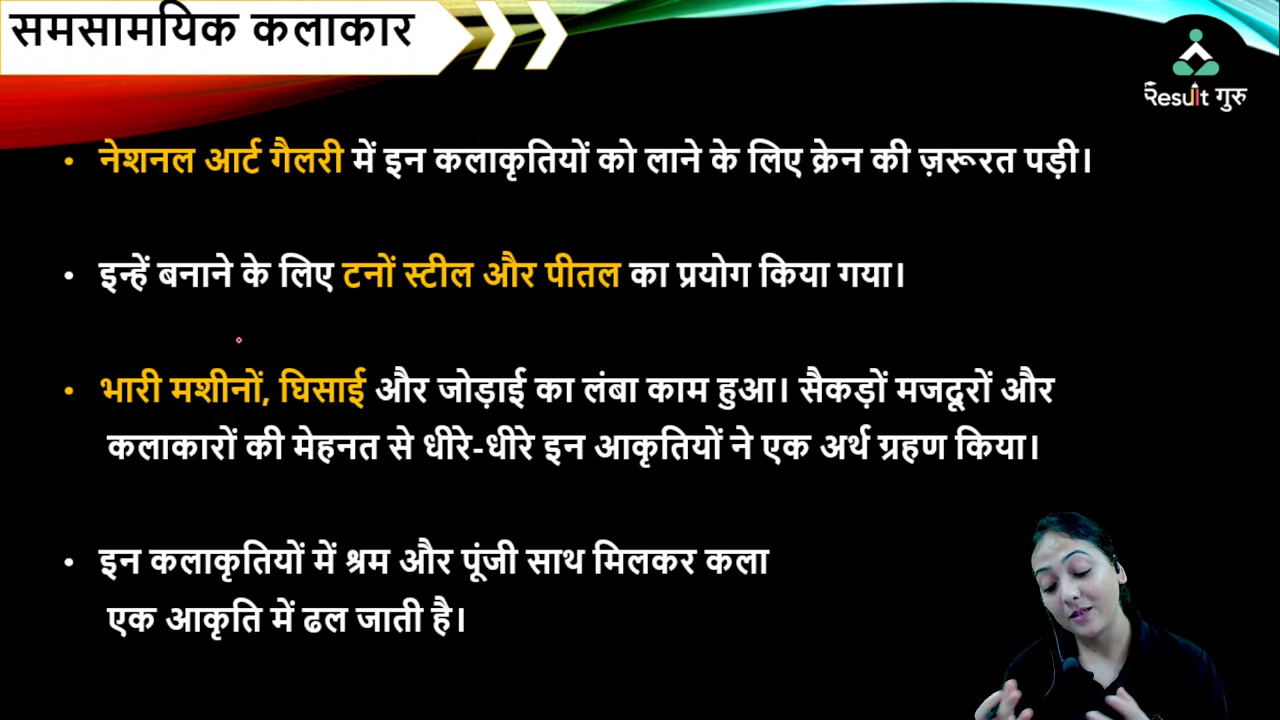 समसामयिक कलाकार
Result गुरु
• नेशनल आर्ट गैलरी में इन कलाकृतियों को लाने के लिए क्रेन की ज़रूरत पड़ी।
• इन्हें बनाने के लिए टनों स्टील और पीतल का प्रयोग किया गया।
• भारी मशीनों, घिसाई और जोड़ाई का लंबा काम हुआ। सैकड़ों मजदूरों और
कलाकारों की मेहनत से धीरे-धीरे इन आकृतियों ने एक अर्थ ग्रहण किया।
• इन कलाकृतियों में श्रम और पूंजी साथ मिलकर कला
एक आकृति में ढल जाती है।